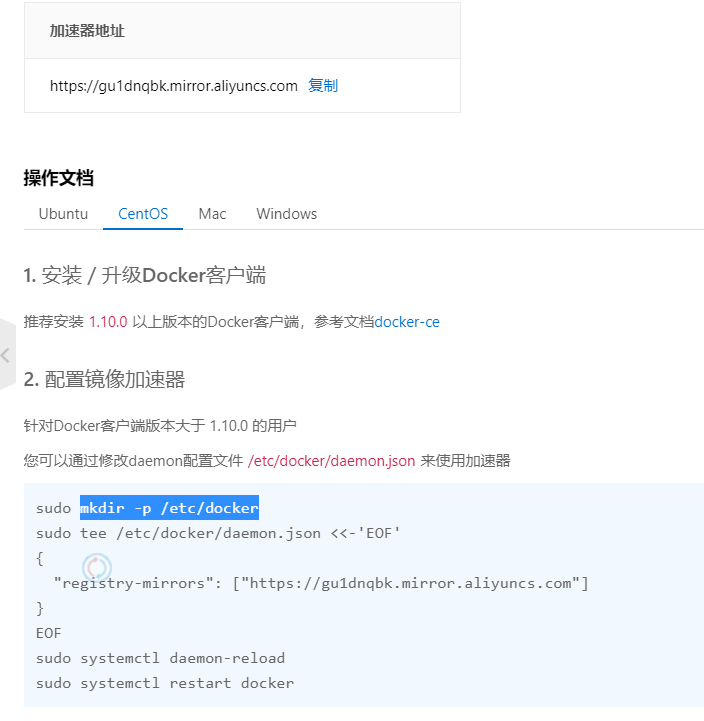 加速器地址
https://gu1dnqbk.mirror.aliyuncs.com 复制
操作文档
Ubuntu CentOS Mac Windows
1. 安装 / 升级Docker客户端
推荐安装 1.10.0 以上版本的Docker客户端，参考文档docker-ce
2. 配置镜像加速器
针对Docker客户端版本大于 1.10.0 的用户
您可以通过修改daemon配置文件 /etc/docker/daemon.json 来使用加速器
sudo mkdir -p /etc/docker
sudo tee /etc/docker/daemon.json <<-'EOF'
{
"registry-mirrors": ["https://gu1dnqbk.mirror.aliyuncs.com"]
}
EOF
sudo systemctl daemon-reload
sudo systemctl restart docker